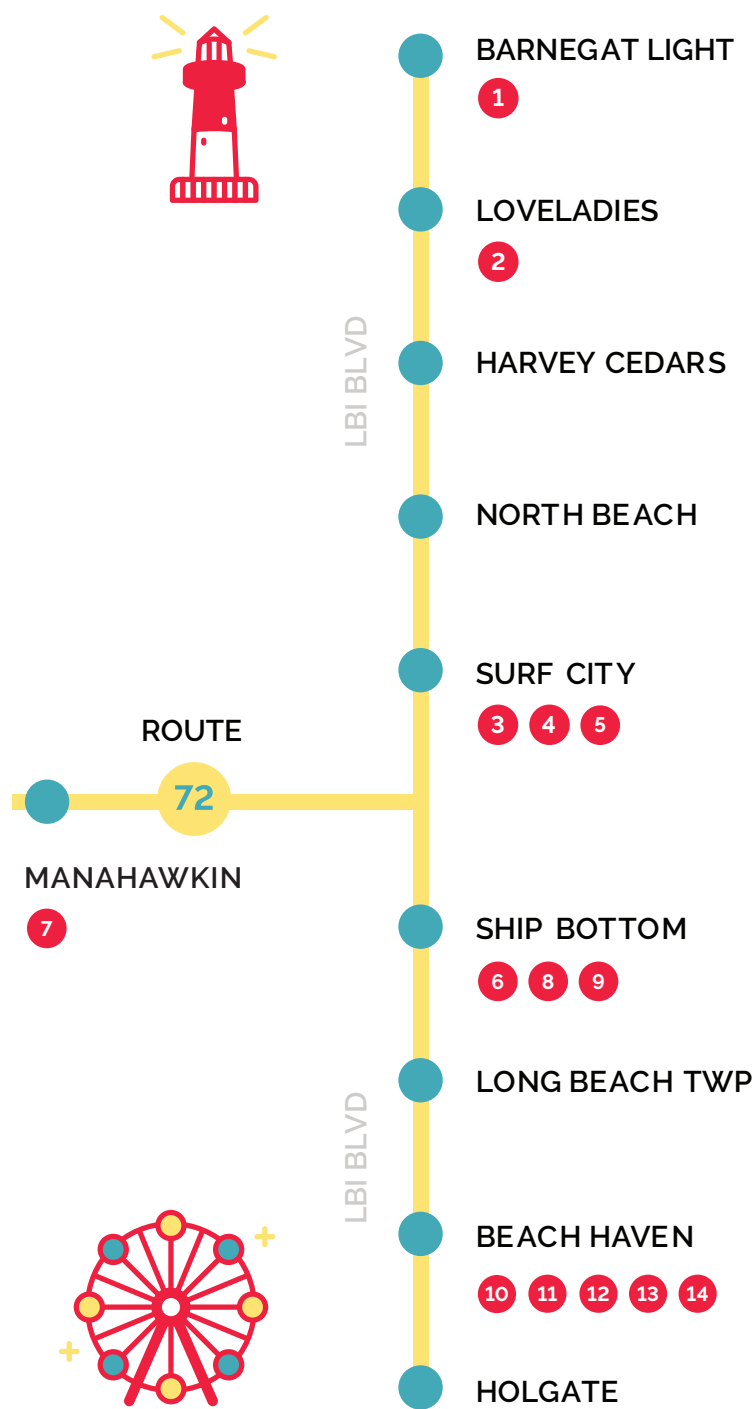 BARNEGAT LIGHT
1
LOVELADIES
2
LBI BLVD
HARVEY CEDARS
NORTH BEACH
SURF CITY
3 4 5
ROUTE
72
MANAHAWKIN
7
SHIP BOTTOM
6 8 9
LONG BEACH TWP
LBI BLVD
BEACH HAVEN
10 11 12 13 14
HOLGATE